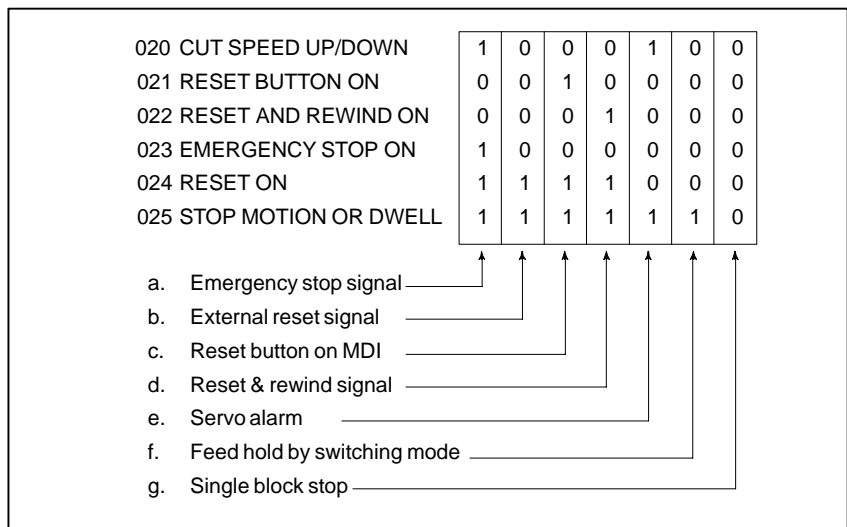 020 CUT SPEED UP/DOWN 1 0 0 0 1 0 0
021 RESET BUTTON ON 0 0 1 0 0 0 0
022 RESET AND REWIND ON 0 0 0 1 0 0 0
023 EMERGENCY STOP ON 1 0 0 0 0 0 0
024 RESET ON 1 1 1 1 0 0 0
025 STOP MOTION OR DWELL 1 1 1 1 1 1 0
a. Emergency stop signal
b. External reset signal
c. Reset button on MDI
d. Reset & rewind signal
e. Servo alarm
f. Feed hold by switching mode
g. Single block stop